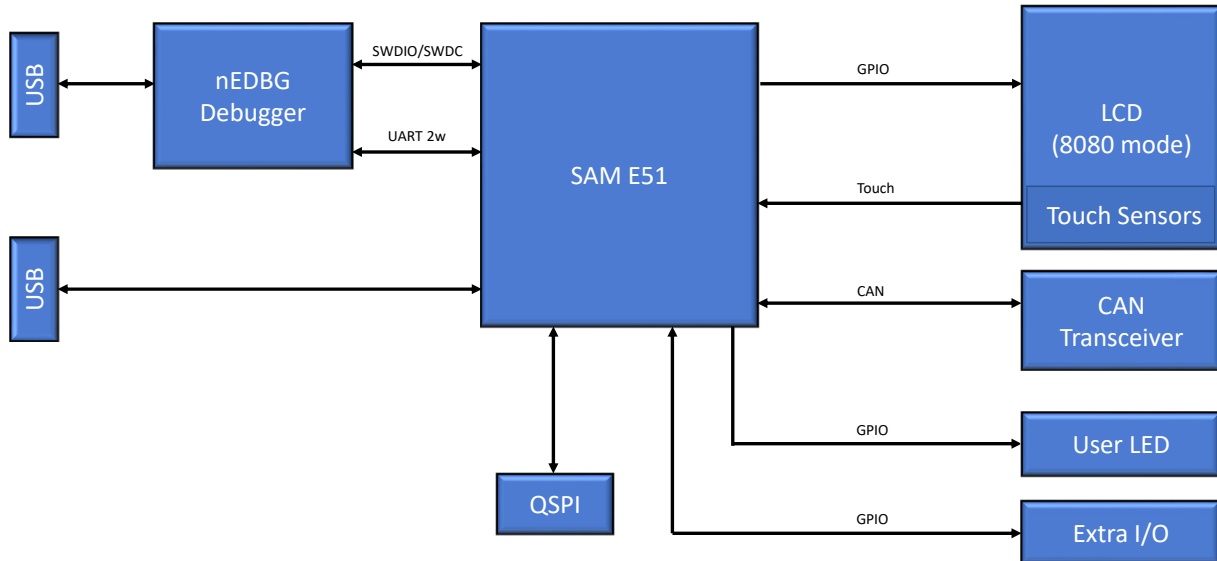 USB
nEDBG
Debugger
SWDIO/SWDC
UART 2w
SAM E51
GPIO
LCD
(8080 mode)
Touch
Touch Sensors
USB
CAN
CAN
Transceiver
GPIO
User LED
QSPI
GPIO
Extra I/O